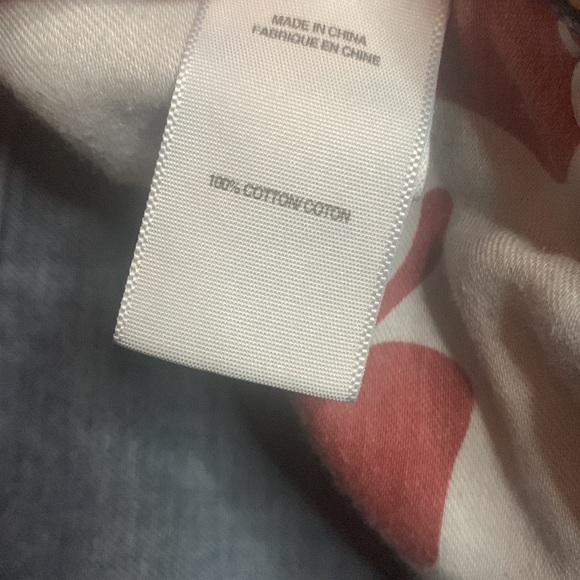 MADE IN CHINA
FABRIQUE EN CHINE
100% COTTON/COTON